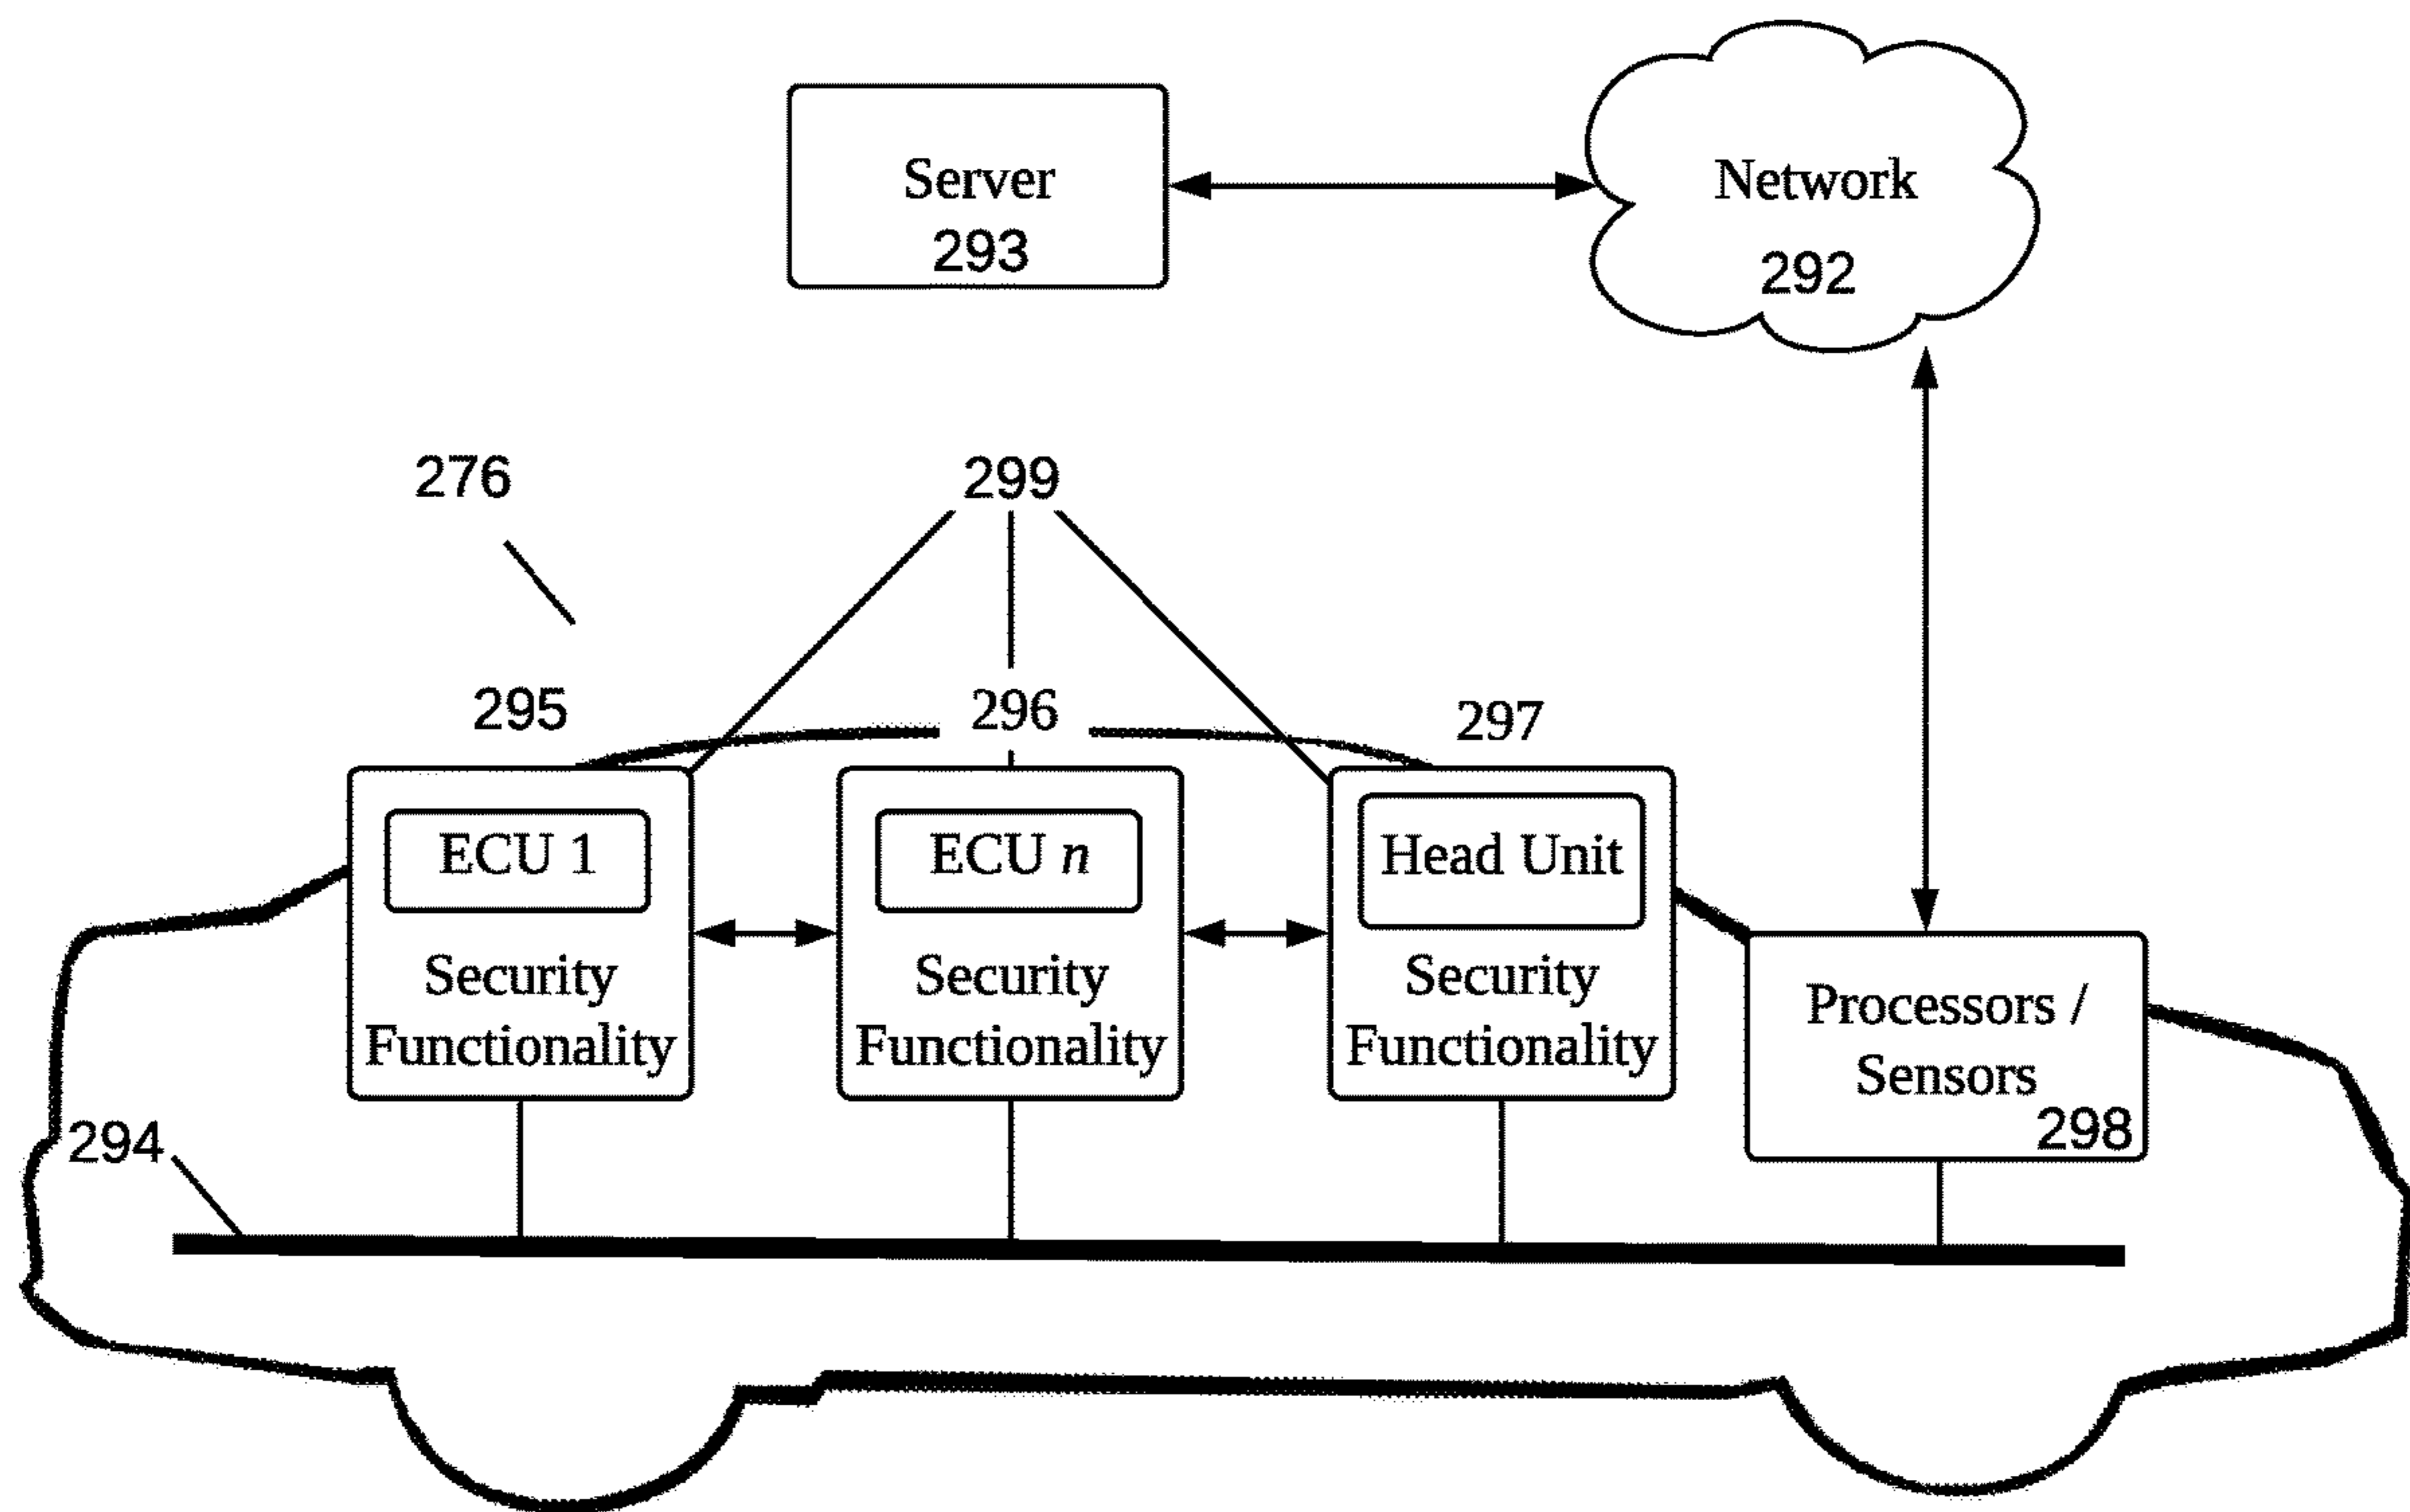 Server
293
Network
292
276
299
295
296
297
ECU 1
ECU n
Head Unit
Security
Functionality
Security
Functionality
Security
Functionality
Processors /
Sensors
298
294